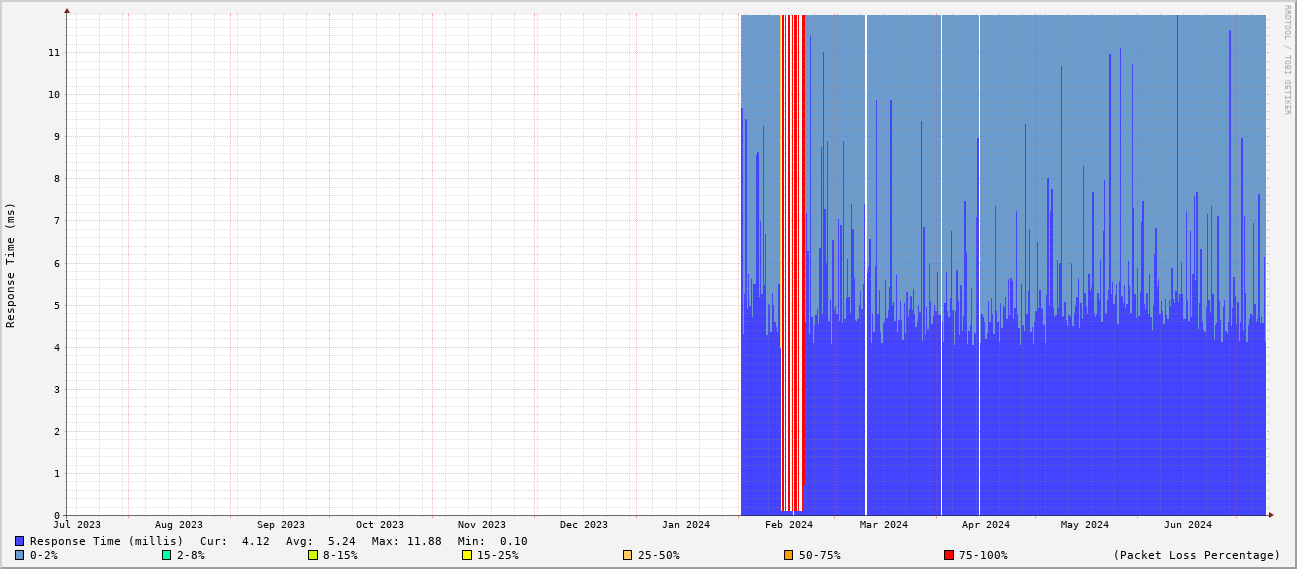 RRDTOOL / TOBI OETIKER
Response Time (ms)
11
10
9
8
7
6
5
4
3
2
1
0
Jul 2023 Aug 2023 Sep 2023 Oct 2023 Nov 2023 Dec 2023 Jan 2024 Feb 2024 Mar 2024 Apr 2024 May 2024 Jun 2024
Response Time (millis) Cur: 4.12 Avg: 5.24 Max: 11.88 Min: 0.10
0-2% 2-8% 8-15% 15-25% 25-50% 50-75% 75-100% (Packet Loss Percentage)